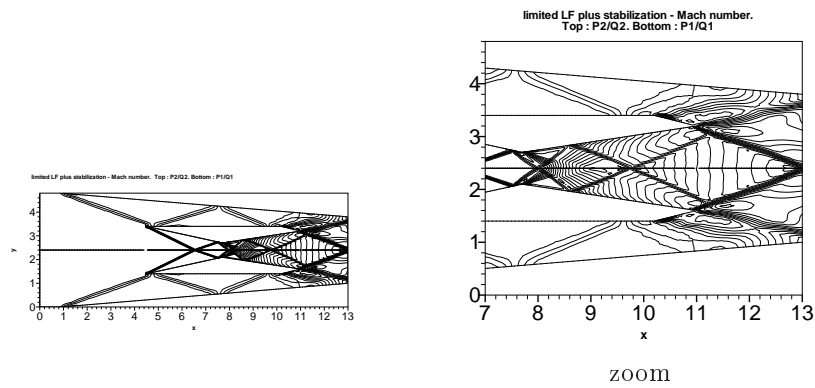 limited LF plus stabilization - Mach number.
Top : P2/Q2. Bottom : P1/Q1
4
3
2
1
0
7 8 9 10 11 12 13
x
zoom
limited LF plus stabilization - Mach number. Top : P2/Q2. Bottom : P1/Q1
4
3
2
1
0
y
0 1 2 3 4 5 6 7 8 9 10 11 12 13
x